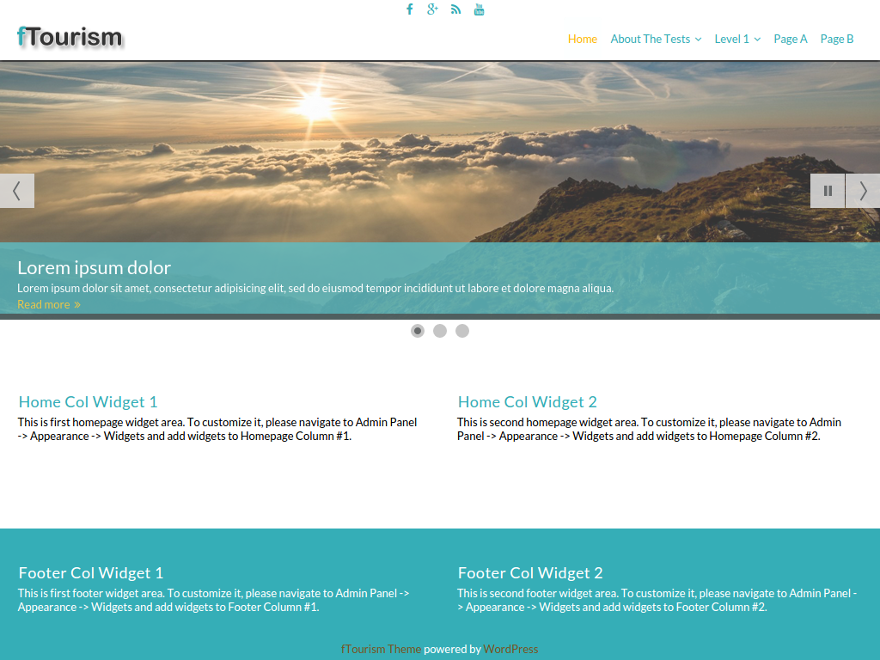 fTourism
Home About The Tests Level 1 Page A Page B
Lorem ipsum dolor
Lorem ipsum dolor sit amet, consectetur adipisicing elit, sed do eiusmod tempor incididunt ut labore et dolore magna aliqua.
Read more »
Home Col Widget 1
This is first homepage widget area. To customize it, please navigate to Admin Panel
-> Appearance -> Widgets and add widgets to Homepage Column #1.
Home Col Widget 2
This is second homepage widget area. To customize it, please navigate to Admin
Panel -> Appearance -> Widgets and add widgets to Homepage Column #2.
Footer Col Widget 1
This is first footer widget area. To customize it, please navigate to Admin Panel ->
Appearance -> Widgets and add widgets to Footer Column #1.
Footer Col Widget 2
This is second footer widget area. To customize it, please navigate to Admin Panel -
> Appearance -> Widgets and add widgets to Footer Column #2.
fTourism Theme powered by WordPress